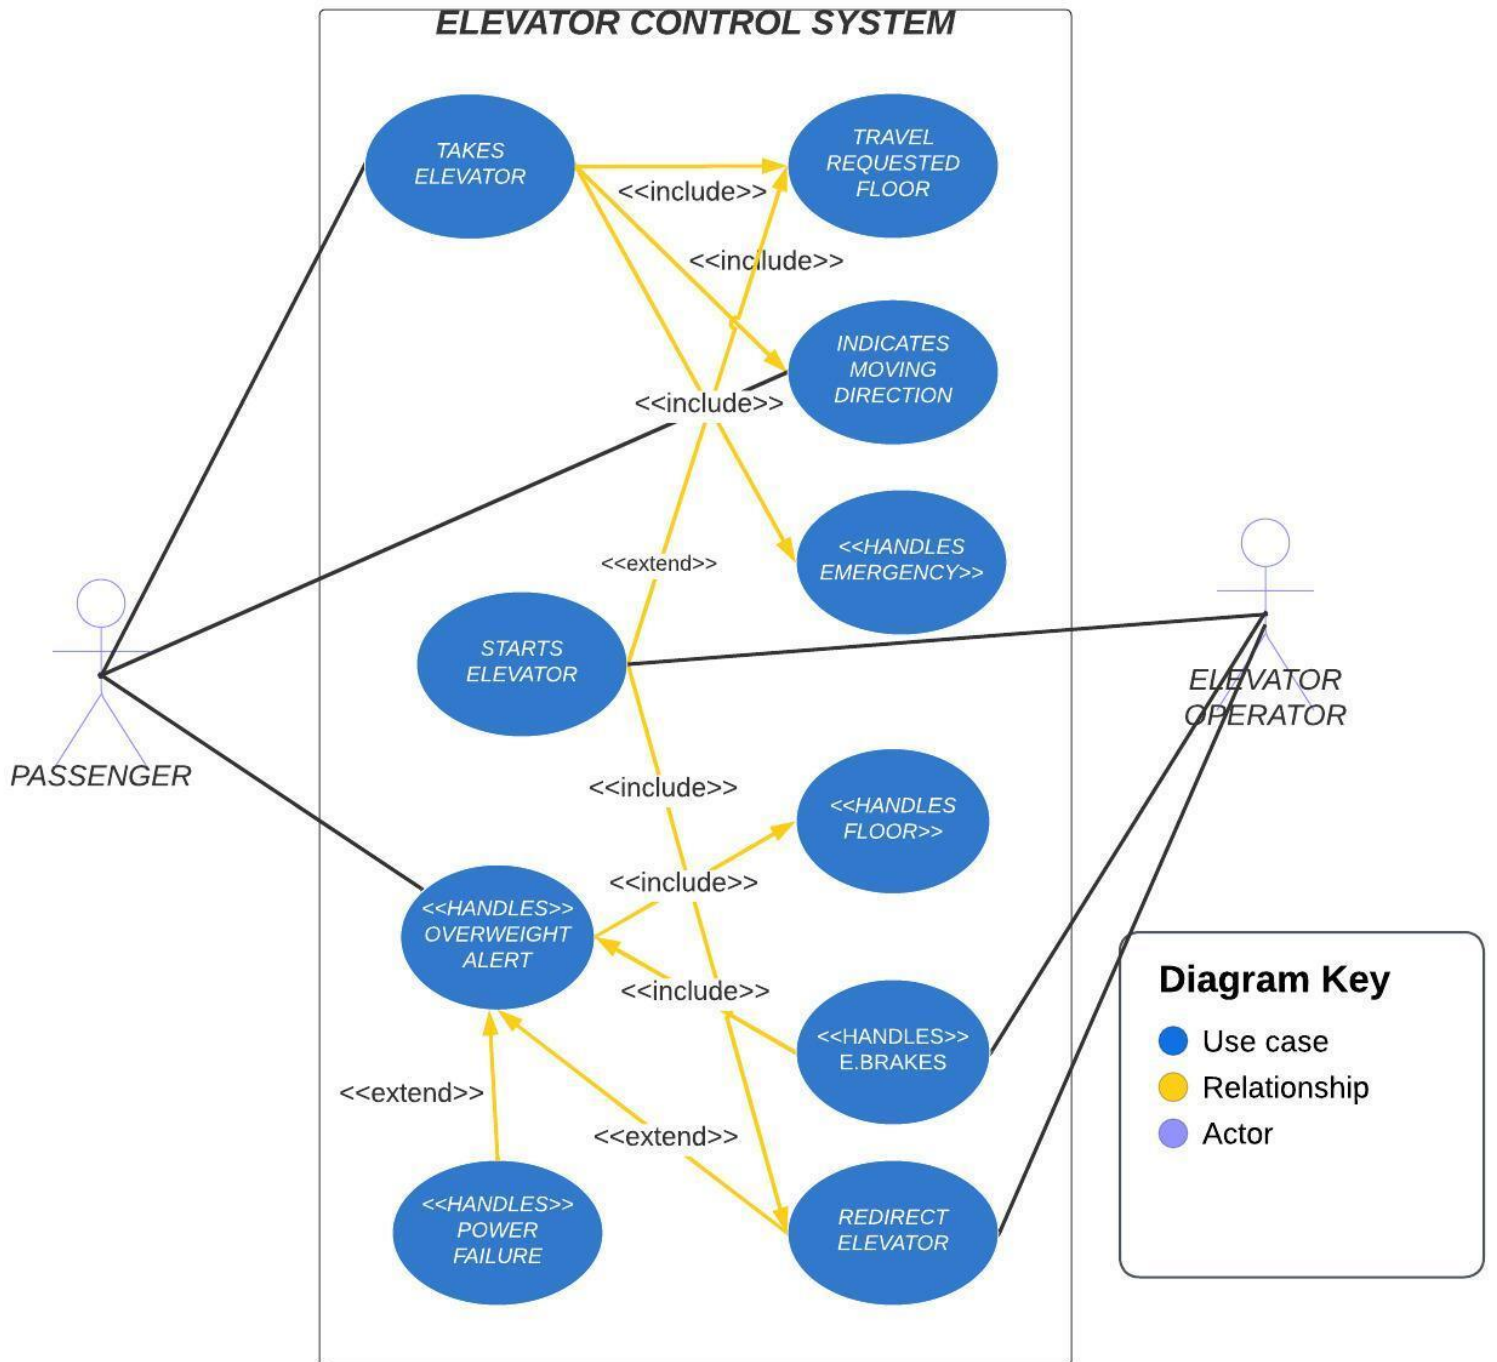 ELEVATOR CONTROL SYSTEM
TAKES
ELEVATOR
TRAVEL
REQUESTED
FLOOR
<<include>>
<<incilude>>
INDICATES
MOVING
DIRECTION
<<include>>
<<HANDLES
EMERGENCY>>
<<extend>>
STARTS
ELEVATOR
ELEVATOR
OPERATOR
PASSENGER
<<include>>
<<HANDLES
FLOOR>>
<<include>>
<<HANDLES>>
OVERWEIGHT
ALERT
<<include>>
<<HANDLES>>
E.BRAKES
<<extend>>
<<extend>>
<<HANDLES>>
POWER
FAILURE
REDIRECT
ELEVATOR
Diagram Key
Use case
Relationship
Actor